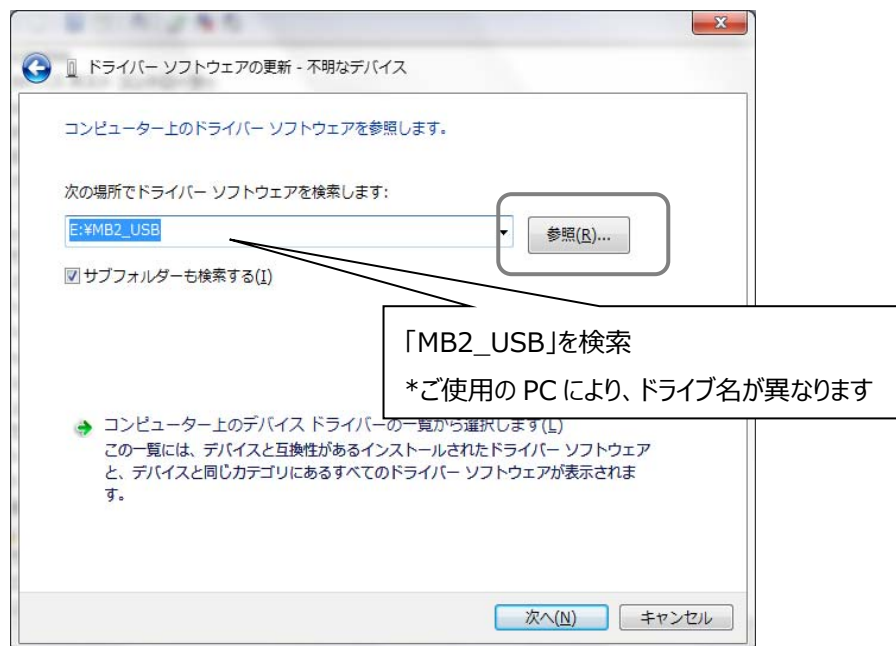 ドライバー ソフトウェアの更新 - 不明なデバイス
コンピューター上のドライバー ソフトウェアを参照します。
次の場所でドライバー ソフトウェアを検索します:
E:¥MB2_USB
参照(R)...
サブフォルダーも検索する(I)
「MB2_USB」を検索
*ご使用の PC により、ドライブ名が異なります
コンピューター上のデバイス ドライバーの一覧から選択します(L)
この一覧には、デバイスと互換性があるインストールされたドライバー ソフトウェア
と、デバイスと同じカテゴリにあるすべてのドライバー ソフトウェアが表示されま
す。
次へ(N)
キャンセル